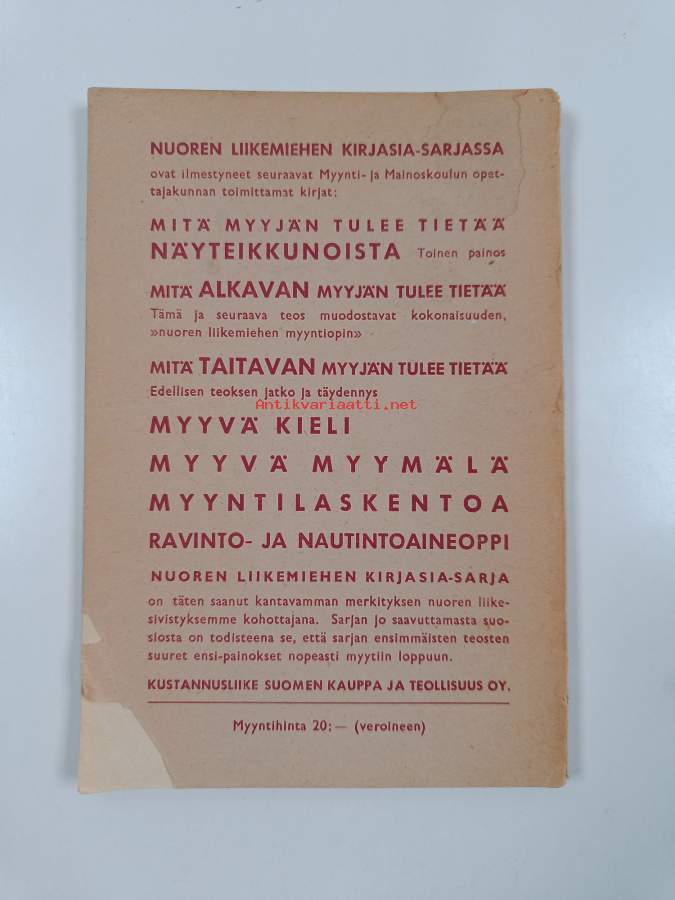 NUOREN LIIKEMIEHEN KIRJASIA-SARJASSA
ovat ilmestyneet seuraavat Myynti- ja Mainoskoulun opet-
tajakunnan toimittamat kirjat:
MITÄ MYYJÄN TULEE TIETÄÄ
NÄYTEIKKUNOISTA Toinen painos
MITÄ ALKAVAN MYYJÄN TULEE TIETÄÄ
Tämä ja seuraava teos muodostavat kokonaisuuden,
»nuoren liikemiehen myyntiopin»
MITÄ TAITAVAN MYYJÄN TULEE TIETÄÄ
Edellisen teoksen jatko ja täydennys
Antikvariaatti.net
MYYVÄ KIELI
MYYVÄ MYYMÄLÄ
MYYNTILASKENTOA
RAVINTO- JA NAUTINTOAINEOPPI
NUOREN LIIKEMIEHEN KIRJASIA-SARJA
on täten saanut kantavamman merkityksen nuoren liike-
sivistyksemme kohottajana. Sarjan jo saavuttamasta suo-
siosta on todisteena se, että sarjan ensimmäisten teosten
suuret ensi-painokset nopeasti myytiin loppuun.
KUSTANNUSLIIKE SUOMEN KAUPPA JA TEOLLISUUS OY.
Myyntihinta 20:— (veroineen)